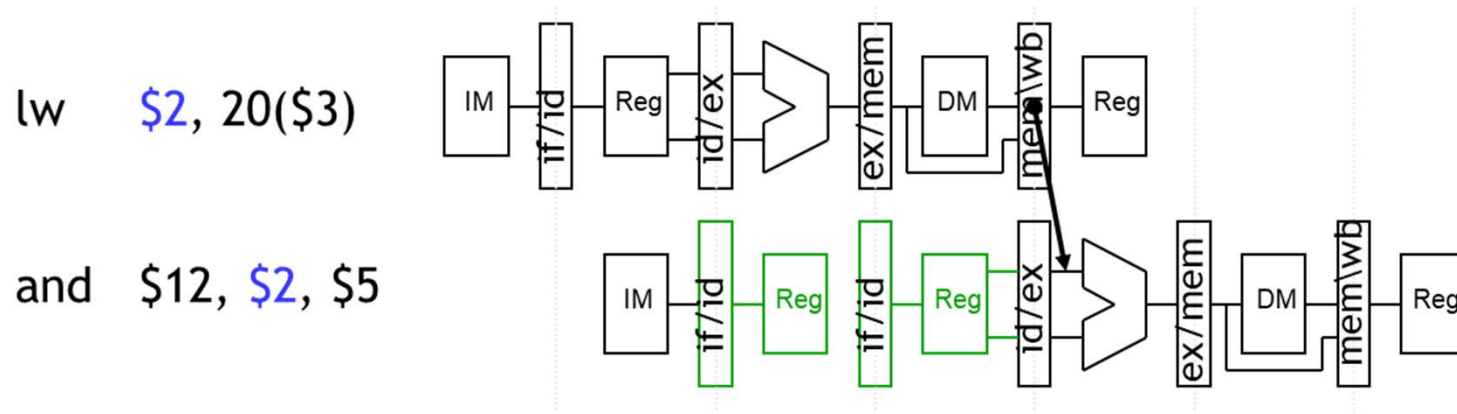 lw $2, 20($3)
IM if/id Reg id/ex ex/mem DM mem\wb Reg
and $12, $2, $5
IM if/id Reg if/id Reg id/ex ex/mem DM mem\wb Reg